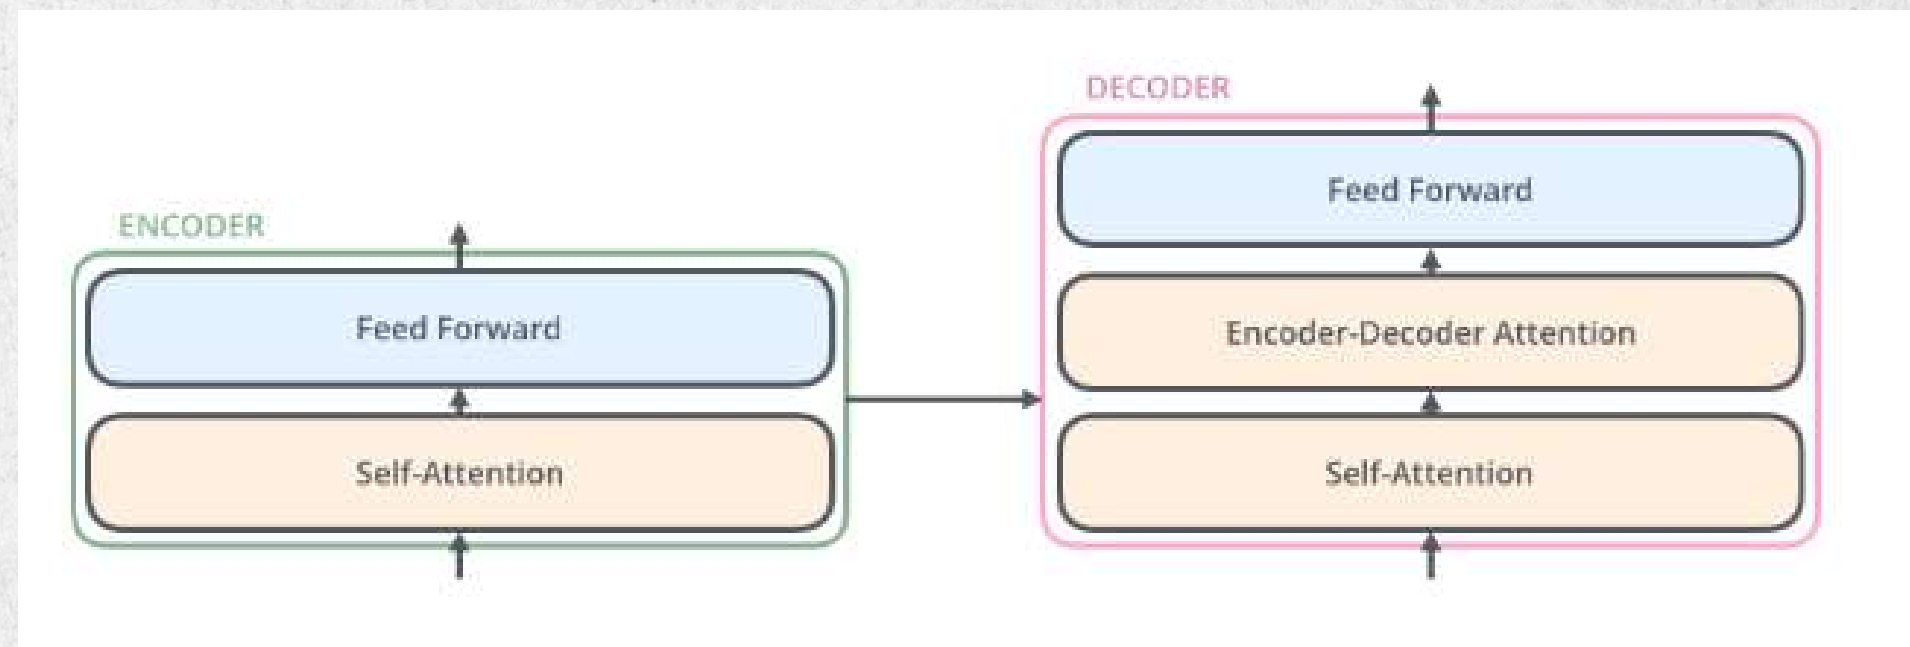 ENCODER
Feed Forward
Self-Attention
DECODER
Feed Forward
Encoder-Decoder Attention
Self-Attention